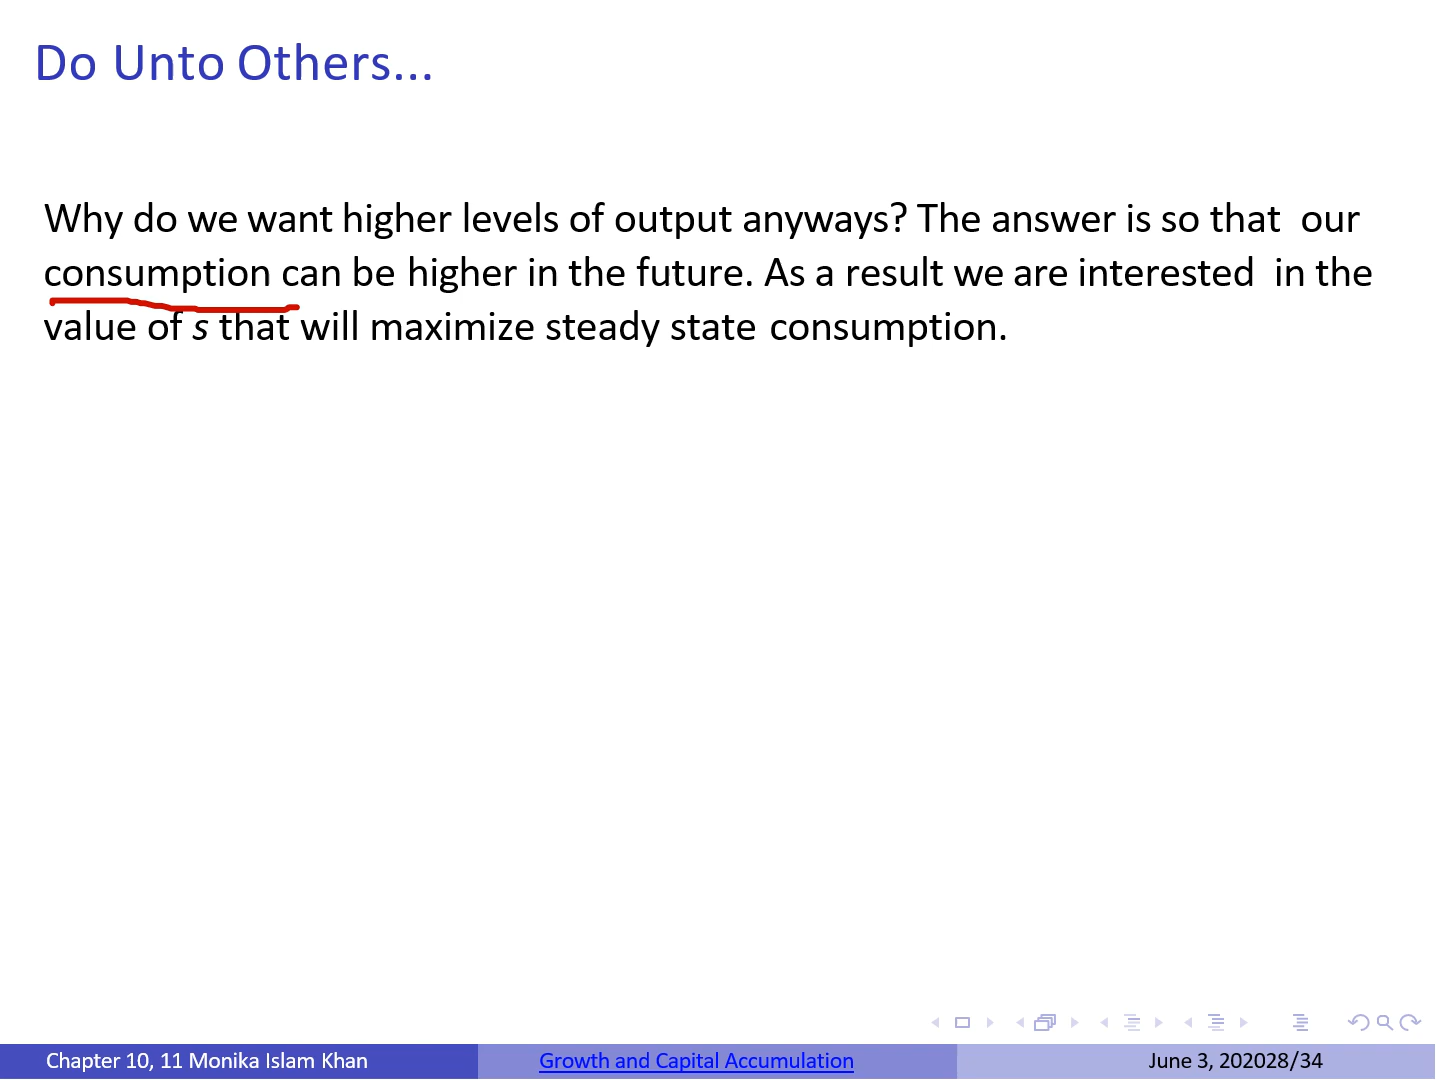 Do Unto Others...
Why do we want higher levels of output anyways? The answer is so that our
consumption can be higher in the future. As a result we are interested in the
value of s that will maximize steady state consumption.
Chapter 10, 11 Monika Islam Khan
Growth and Capital Accumulation
June 3, 202028/34